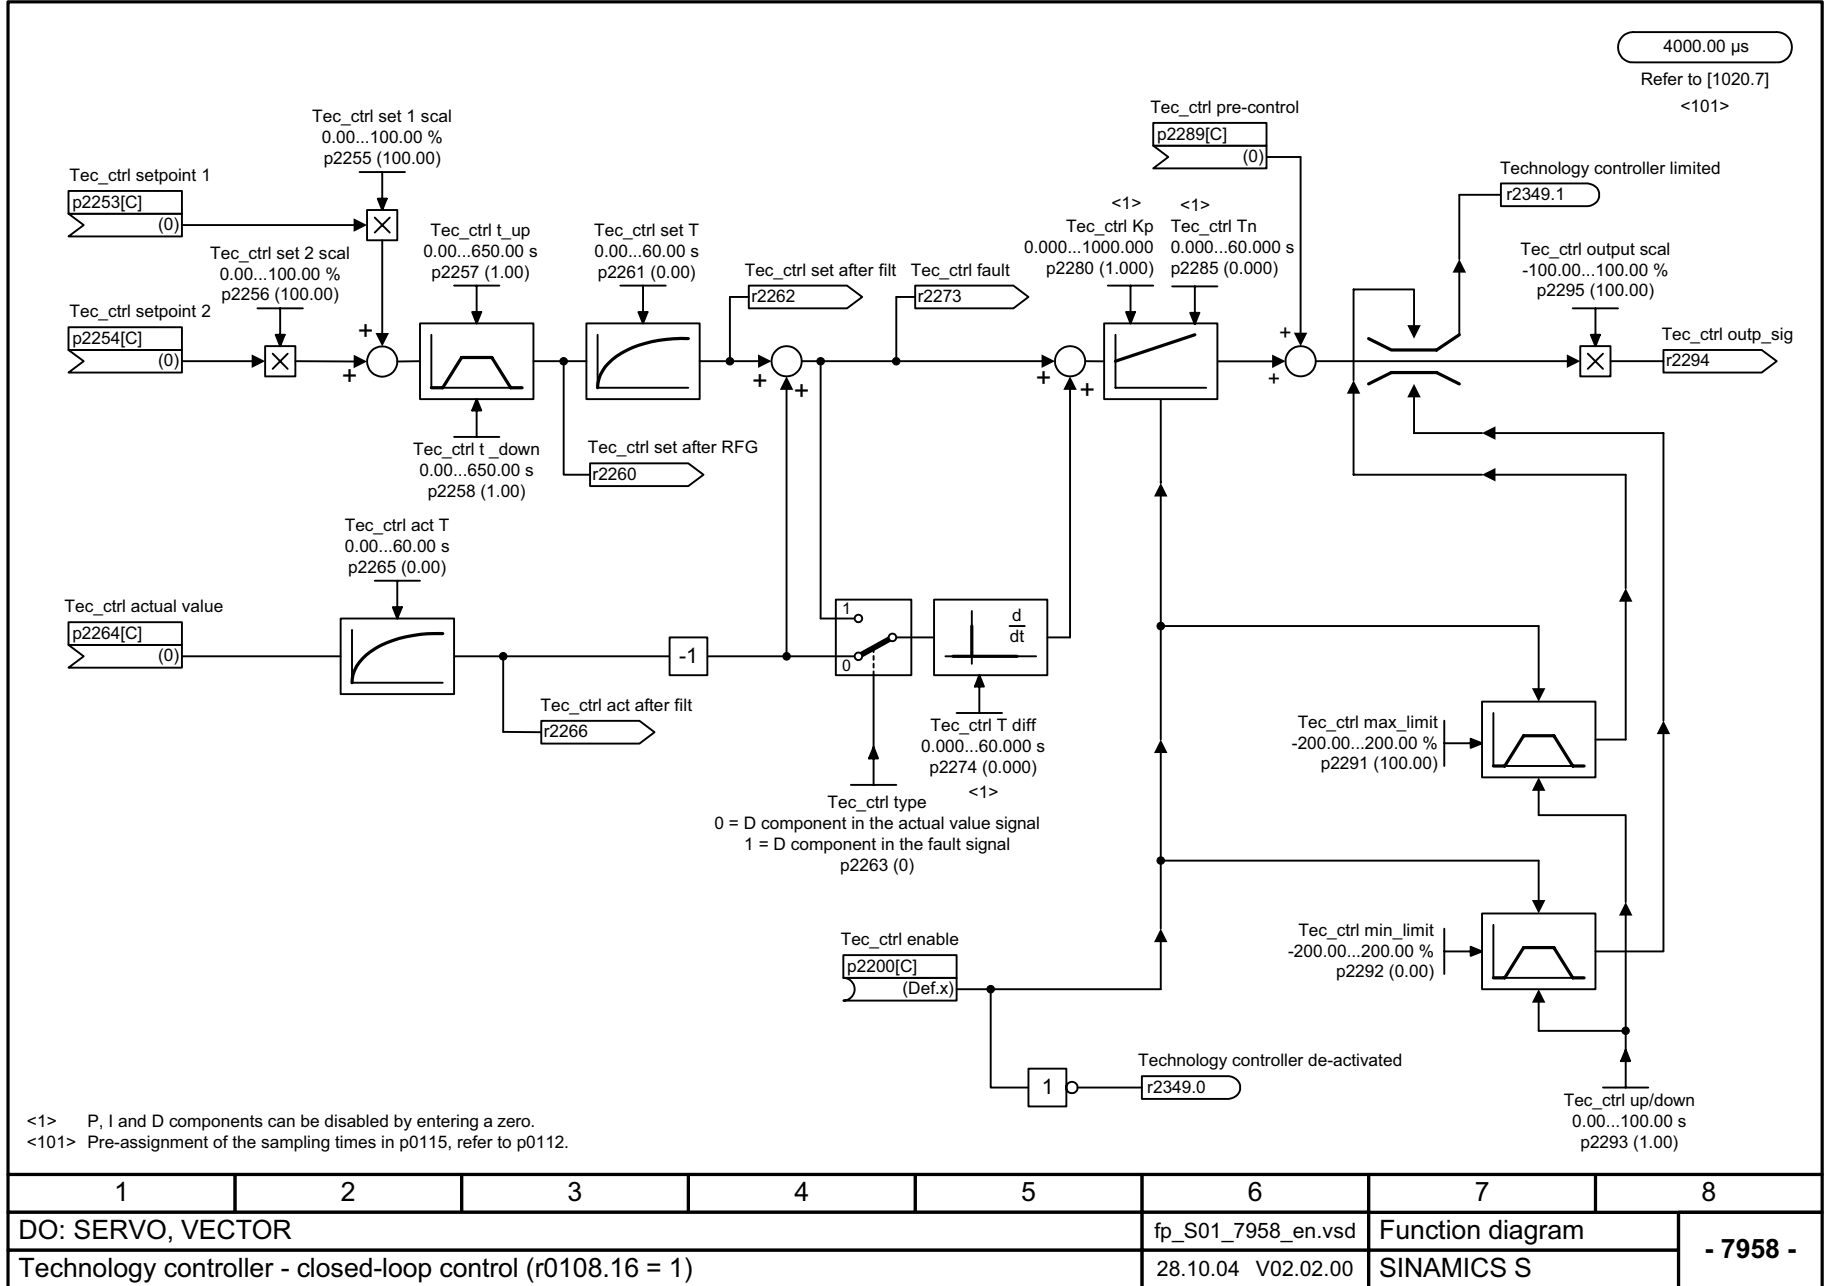 4000.00 µs
Refer to [1020.7]
<101>
Tec_ctrl set 1 scal
0.00...100.00 %
p2255 (100.00)
Tec_ctrl setpoint 1
p2253[C]
(0)
Tec_ctrl set 2 scal
0.00...100.00 %
p2256 (100.00)
Tec_ctrl setpoint 2
p2254[C]
(0)
+
+
Tec_ctrl t_up
0.00...650.00 s
p2257 (1.00)
Tec_ctrl t _down
0.00...650.00 s
p2258 (1.00)
Tec_ctrl set T
0.00...60.00 s
p2261 (0.00)
Tec_ctrl set after RFG
r2260
Tec_ctrl set after filt
r2262
+
+
Tec_ctrl fault
r2273
+
+
<1>
Tec_ctrl Kp
0.000...1000.000
p2280 (1.000)
<1>
Tec_ctrl Tn
0.000...60.000 s
p2285 (0.000)
Tec_ctrl pre-control
p2289[C]
(0)
+
+
Technology controller limited
r2349.1
Tec_ctrl output scal
-100.00...100.00 %
p2295 (100.00)
Tec_ctrl outp_sig
r2294
Tec_ctrl act T
0.00...60.00 s
p2265 (0.00)
Tec_ctrl actual value
p2264[C]
(0)
Tec_ctrl act after filt
r2266
-1
1
0
d
dt
Tec_ctrl T diff
0.000...60.000 s
p2274 (0.000)
<1>
Tec_ctrl type
0 = D component in the actual value signal
1 = D component in the fault signal
p2263 (0)
Tec_ctrl max_limit
-200.00...200.00 %
p2291 (100.00)
Tec_ctrl min_limit
-200.00...200.00 %
p2292 (0.00)
Tec_ctrl enable
p2200[C]
(Def.x)
1
Technology controller de-activated
r2349.0
Tec_ctrl up/down
0.00...100.00 s
p2293 (1.00)
<1> P, I and D components can be disabled by entering a zero.
<101> Pre-assignment of the sampling times in p0115, refer to p0112.
1 2 3 4 5 6 7 8
DO: SERVO, VECTOR
fp_S01_7958_en.vsd
Function diagram
- 7958 -
Technology controller - closed-loop control (r0108.16 = 1)
28.10.04 V02.02.00
SINAMICS S